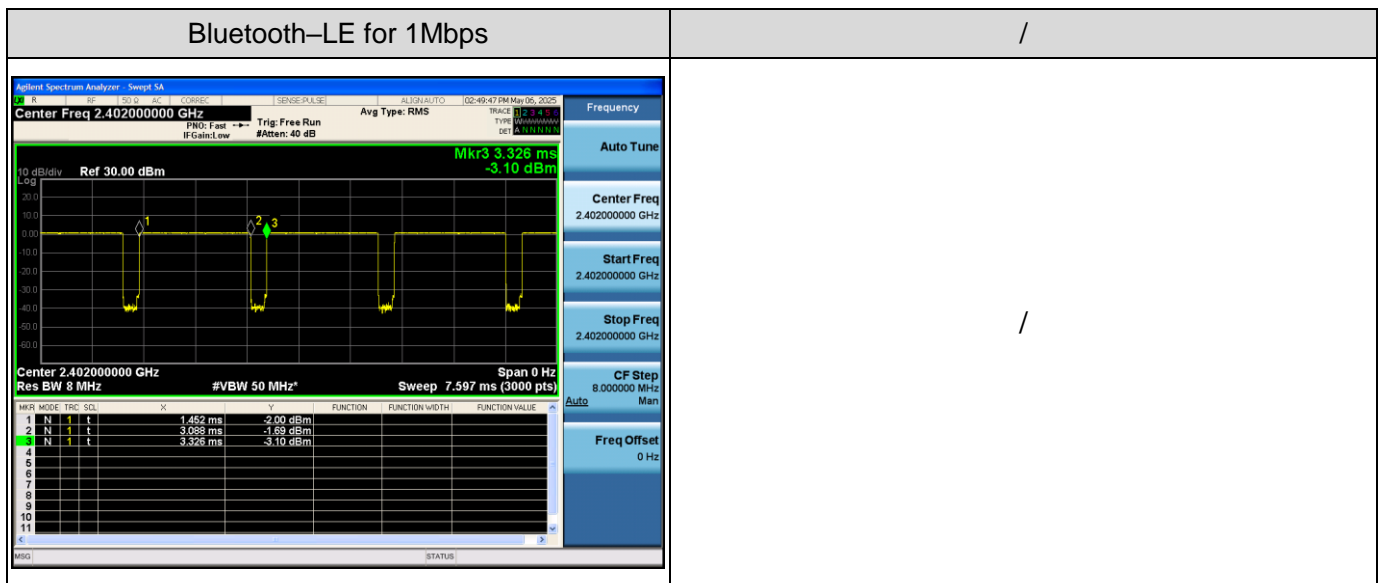 Bluetooth–LE for 1Mbps
/
Agilent Spectrum Analyzer - Swept SA
R RF 50 Ω AC CORREC SENSE:PULSE ALIGNAUTO 02:49:47 PM May 06, 2025
Center Freq 2.402000000 GHz
PNO: Fast
IFGain:Low
Trig: Free Run
#Atten: 40 dB
Avg Type: RMS
TRACE 1 2 3 4 5 6
TYPE
DET A N N N N N
Mkr3 3.326 ms
-3.10 dBm
10 dB/div Ref 30.00 dBm
Log
20.0
10.0
0.00
-10.0
-20.0
-30.0
-40.0
-50.0
-60.0
1
2
3
Center 2.402000000 GHz Span 0 Hz
Res BW 8 MHz #VBW 50 MHz* Sweep 7.597 ms (3000 pts)
MKR MODE TRC SCL X Y FUNCTION FUNCTION WIDTH FUNCTION VALUE
1 N 1 t 1.452 ms -2.00 dBm
2 N 1 t 3.088 ms -1.69 dBm
3 N 1 t 3.326 ms -3.10 dBm
4
5
6
7
8
9
10
11
MSG STATUS
Frequency
Auto Tune
Center Freq
2.402000000 GHz
Start Freq
2.402000000 GHz
Stop Freq
2.402000000 GHz
CF Step
8.000000 MHz
Auto Man
Freq Offset
0 Hz
/